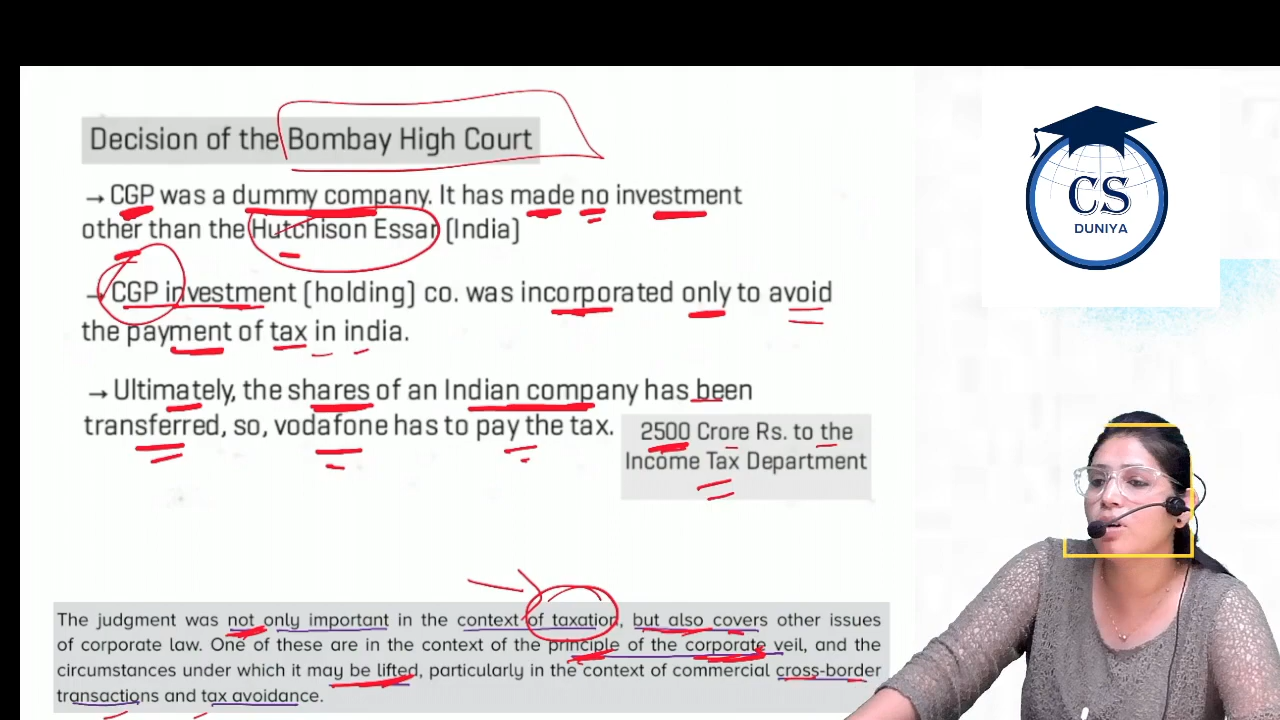 Decision of the Bombay High Court
→ CGP was a dummy company. It has made no investment
other than the Hutchison Essar (India)
→ CGP investment (holding) co. was incorporated only to avoid
the payment of tax in india.
→ Ultimately, the shares of an Indian company has been
transferred, so, vodafone has to pay the tax.
2500 Crore Rs. to the
Income Tax Department
The judgment was not only important in the context of taxation, but also covers other issues
of corporate law. One of these are in the context of the principle of the corporate veil, and the
circumstances under which it may be lifted, particularly in the context of commercial cross-border
transactions and tax avoidance.
CS
DUNIYA